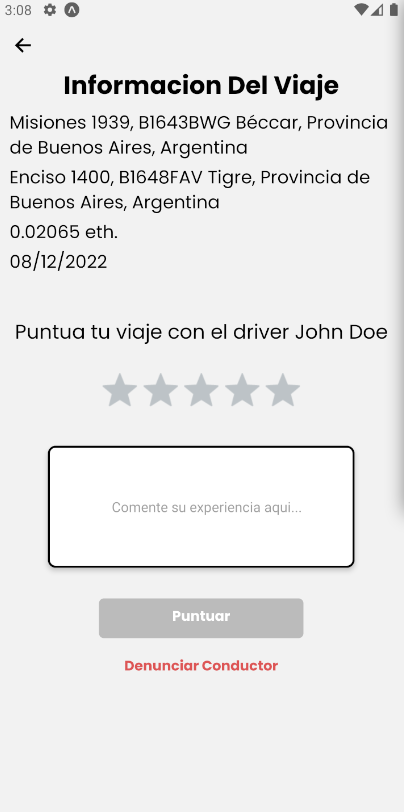 3:08
Informacion Del Viaje
Misiones 1939, B1643BWG Béccar, Provincia
de Buenos Aires, Argentina
Enciso 1400, B1648FAV Tigre, Provincia de
Buenos Aires, Argentina
0.02065 eth.
08/12/2022
Puntua tu viaje con el driver John Doe
Comente su experiencia aqui...
Puntuar
Denunciar Conductor